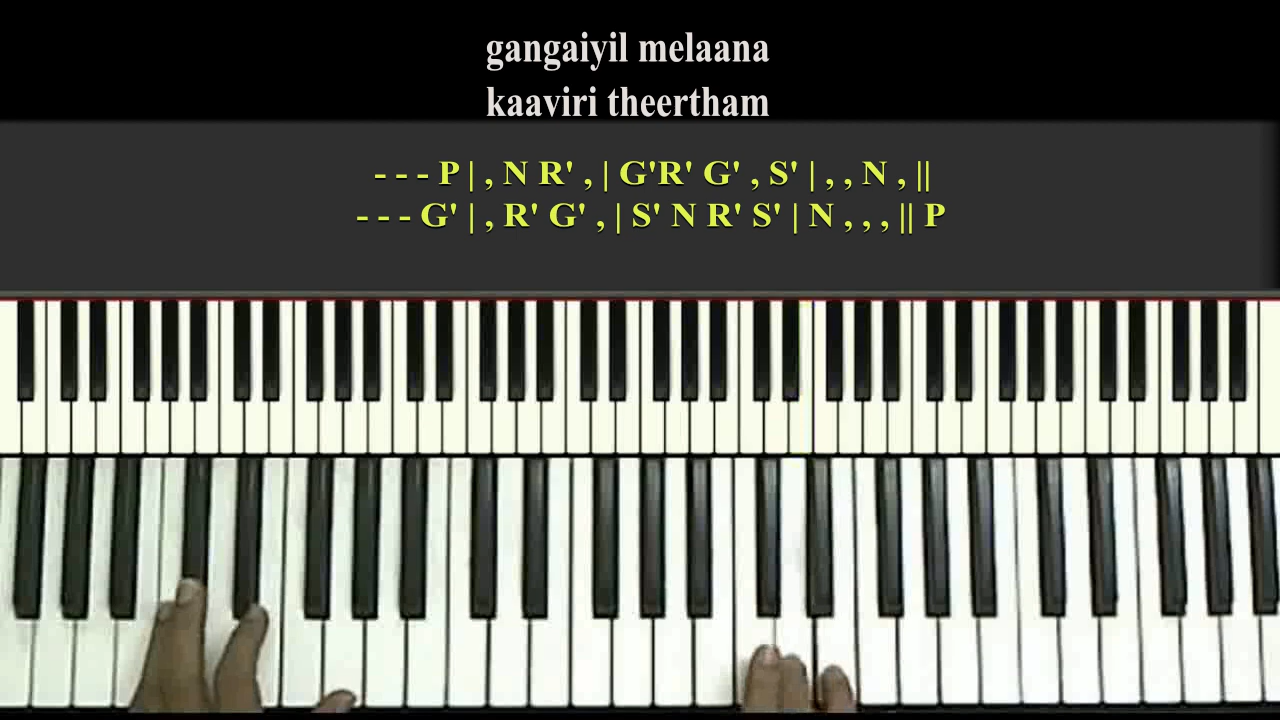 gangaiyil melaana
kaaviri theertham
- - - P | , N R' , | G'R' G' , S' | , , N , ||
- - - G' | , R' G' , | S' N R' S' | N , , , || P